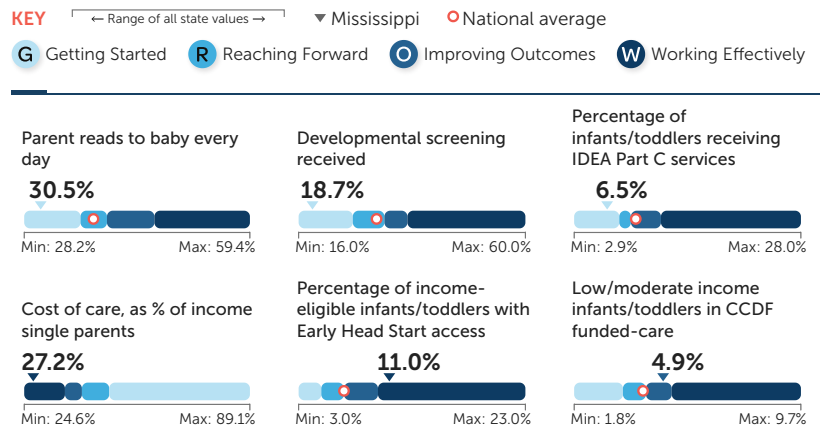 KEY ← Range of all state values → Mississippi National average
G Getting Started R Reaching Forward O Improving Outcomes W Working Effectively
Parent reads to baby every
day
30.5%
Min: 28.2% Max: 59.4%
Developmental screening
received
18.7%
Min: 16.0% Max: 60.0%
Percentage of
infants/toddlers receiving
IDEA Part C services
6.5%
Min: 2.9% Max: 28.0%
Cost of care, as % of income
single parents
27.2%
Min: 24.6% Max: 89.1%
Percentage of income-
eligible infants/toddlers with
Early Head Start access
11.0%
Min: 3.0% Max: 23.0%
Low/moderate income
infants/toddlers in CCDF
funded-care
4.9%
Min: 1.8% Max: 9.7%